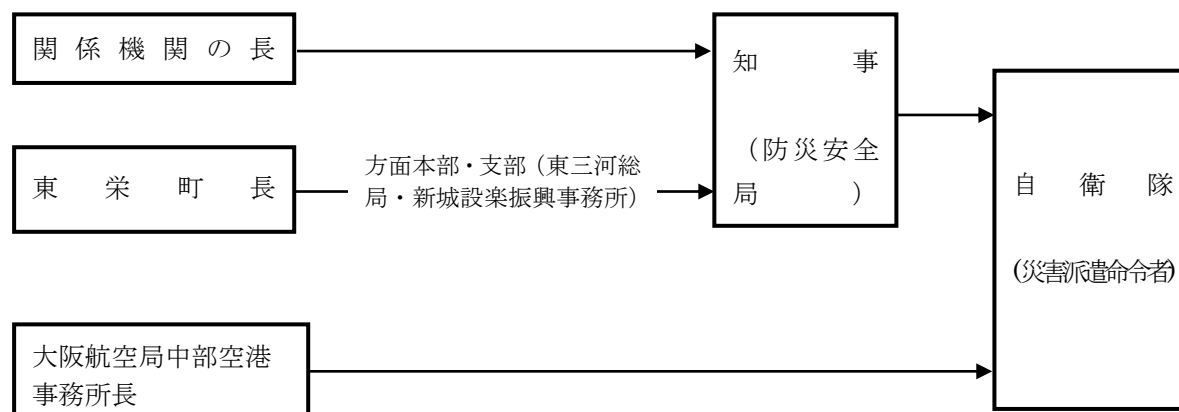 関係機関の長
知事
(防災安全
局)
東栄町長
方面本部・支部(東三河総
局・新城設楽振興事務所)
自衛隊
(災害派遣命令者)
大阪航空局中部空港
事務所長